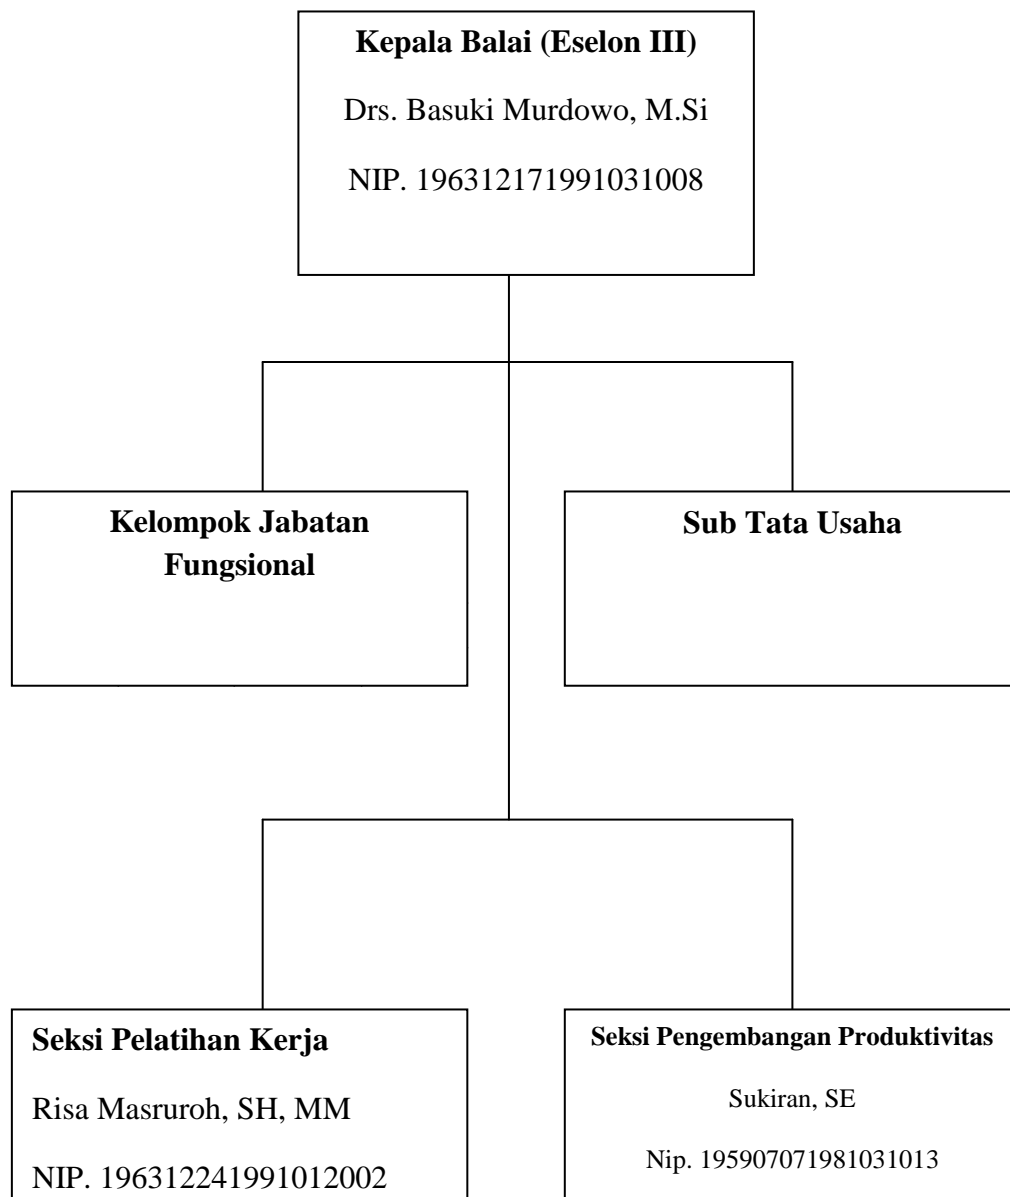 Kepala Balai (Eselon III)
Drs. Basuki Murdowo, M.Si
NIP. 196312171991031008
Kelompok Jabatan
Fungsional
Sub Tata Usaha
Seksi Pelatihan Kerja
Risa Masruroh, SH, MM
NIP. 196312241991012002
Seksi Pengembangan Produktivitas
Sukiran, SE
Nip. 195907071981031013